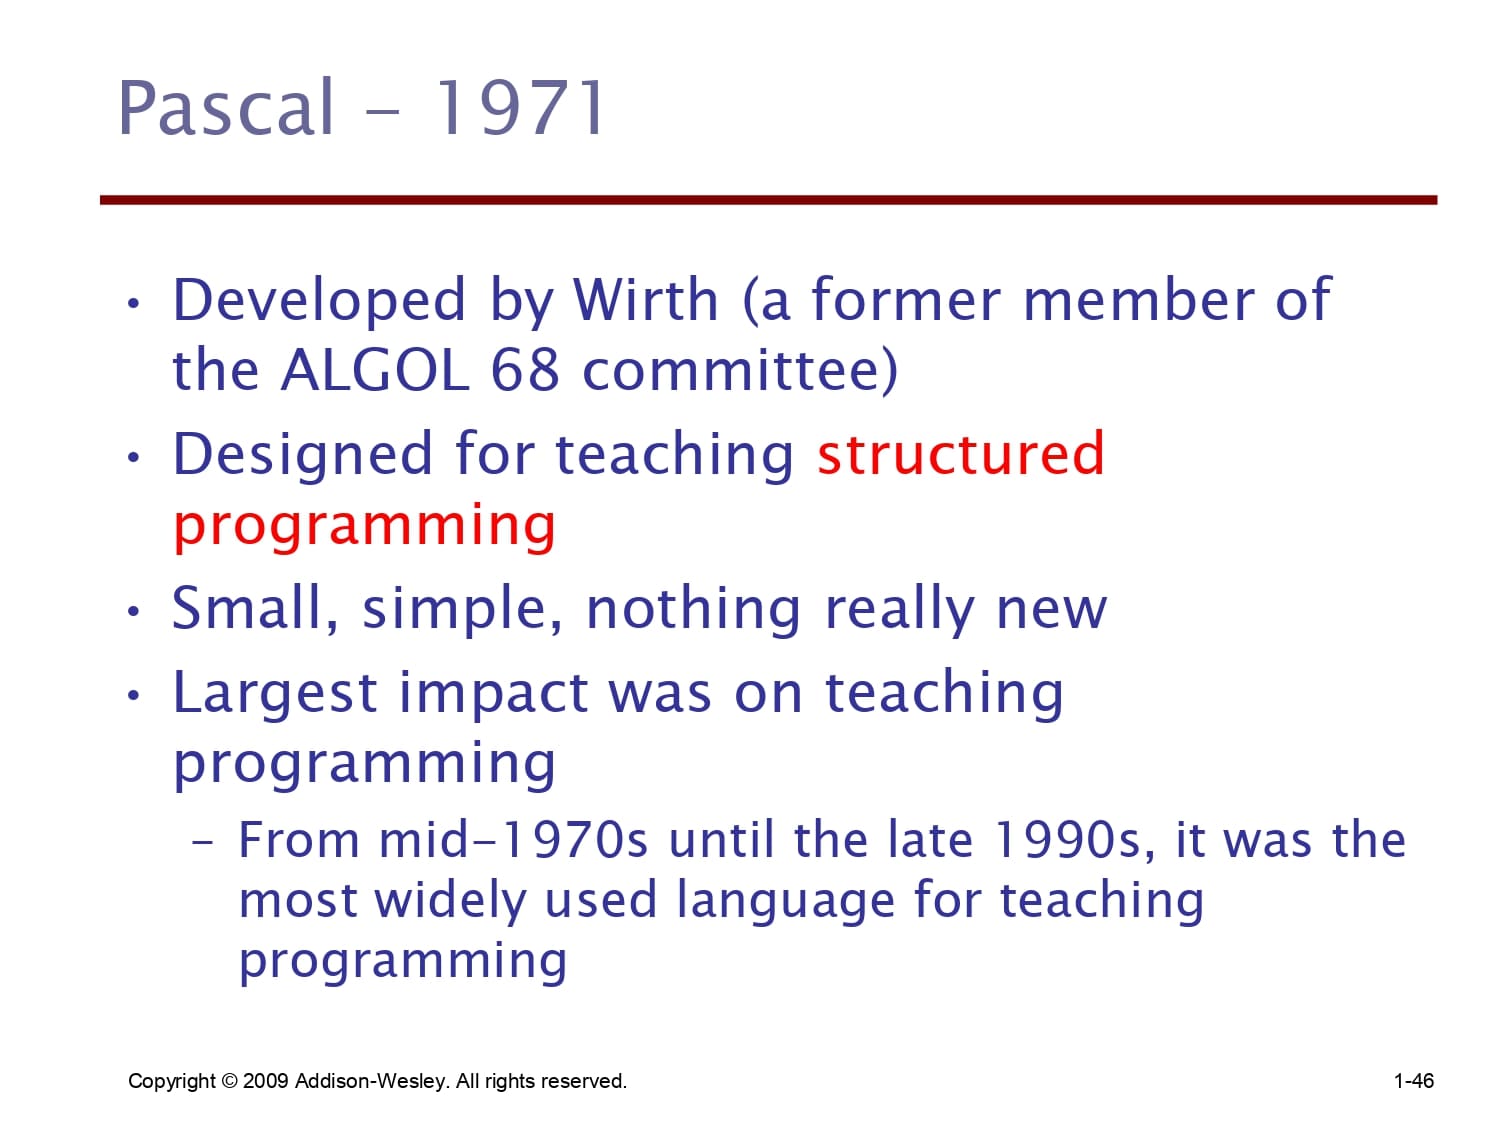 Pascal – 1971
• Developed by Wirth (a former member of
the ALGOL 68 committee)
• Designed for teaching structured
programming
• Small, simple, nothing really new
• Largest impact was on teaching
programming
– From mid-1970s until the late 1990s, it was the
most widely used language for teaching
programming
Copyright © 2009 Addison-Wesley. All rights reserved.
1-46